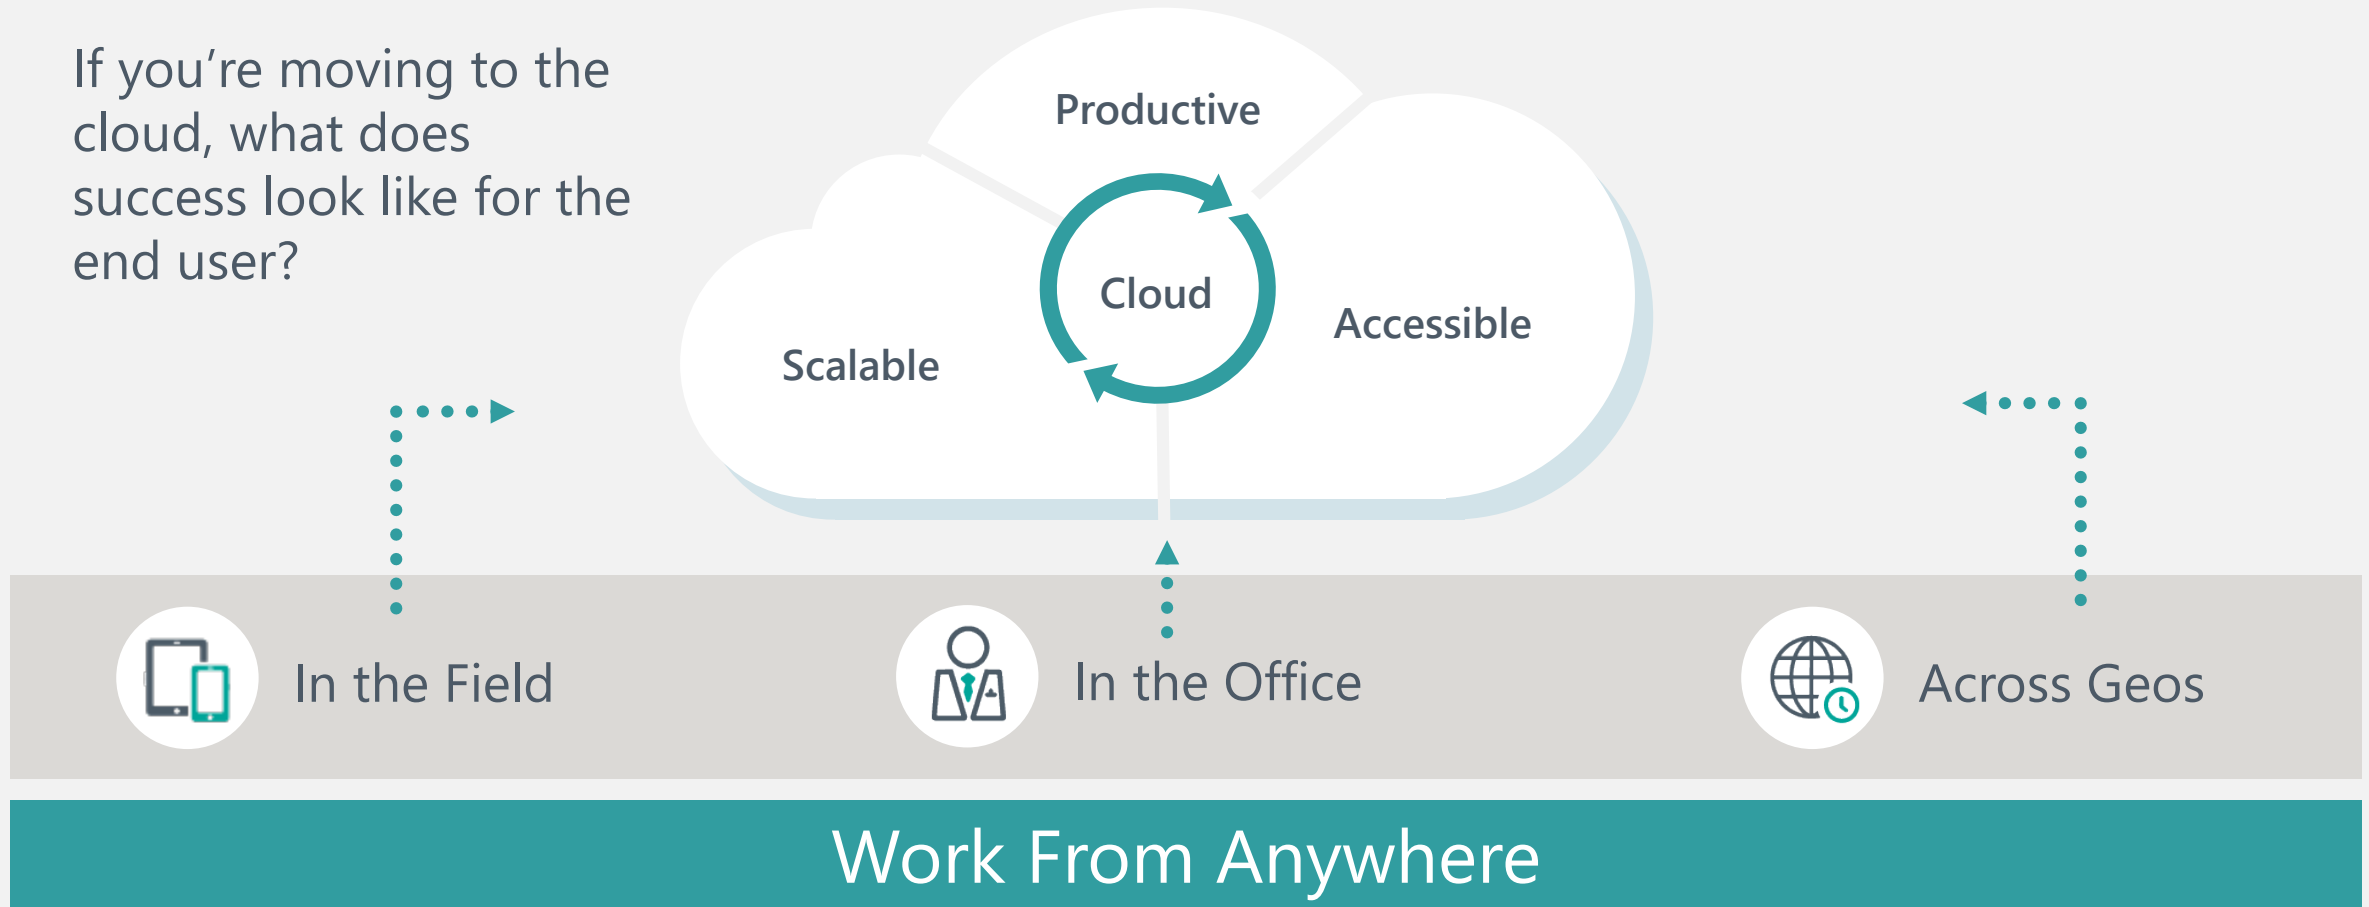 If you’re moving to the
cloud, what does
success look like for the
end user?
Productive
Cloud
Accessible
Scalable
In the Field
In the Office
Across Geos
Work From Anywhere